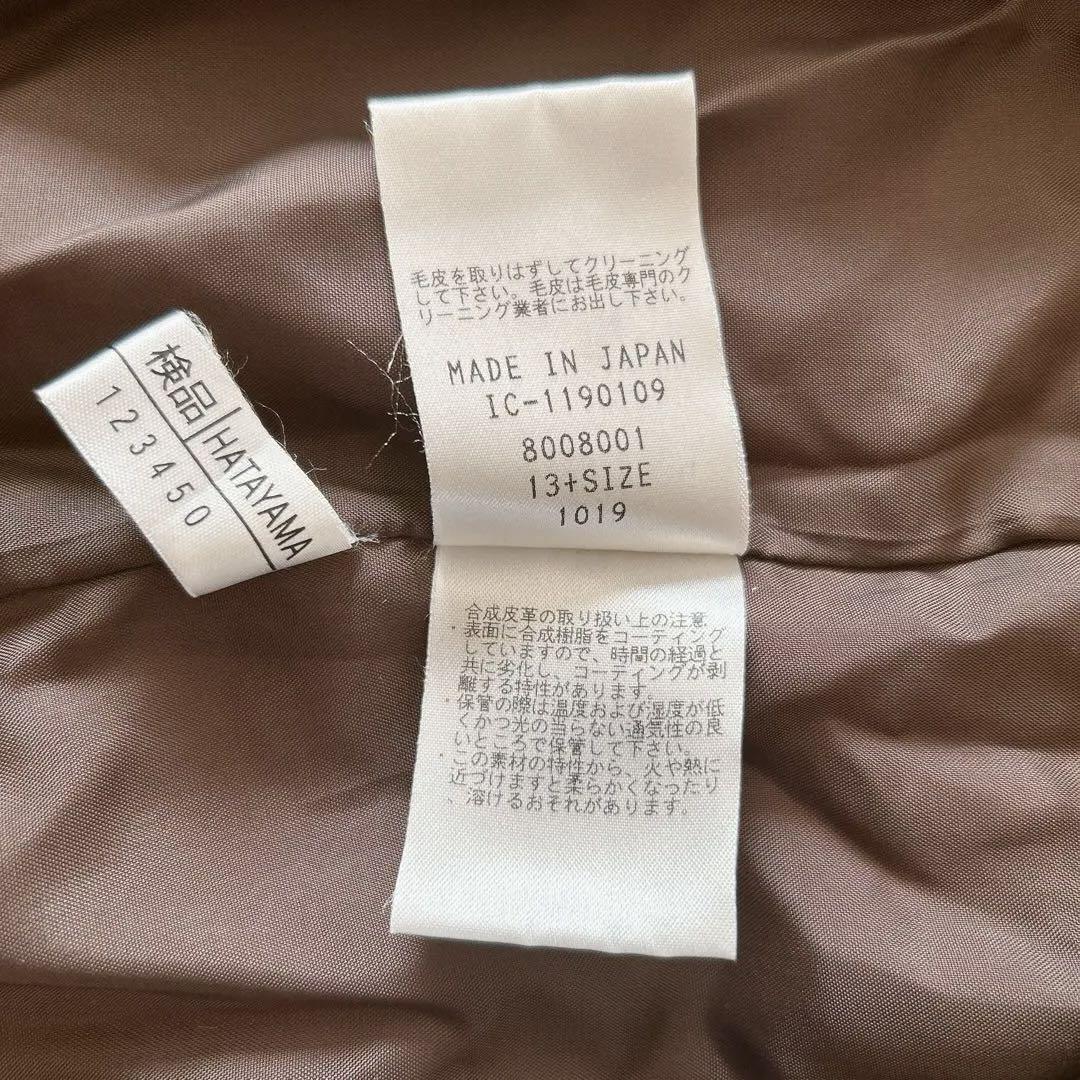 毛皮を取りはずしてクリーニング
して下さい。毛皮は毛皮専門のク
リーニング業者にお出し下さい。
MADE IN JAPAN
IC-1190109
8008001
13+SIZE
1019
検品 HATAYAMA
123450
合成皮革の取り扱い上の注意
・表面に合成樹脂をコーティング
していますので、時間の経過と
共に劣化し、コーティングが剥
離する特性があります。
・保管の際は温度および湿度が低
くかつ光の当らない通気性の良
いところで保管して下さい。
・この素材の特性から、火や熱に
近づけますと柔らかくなったり
、溶けるおそれがあります。